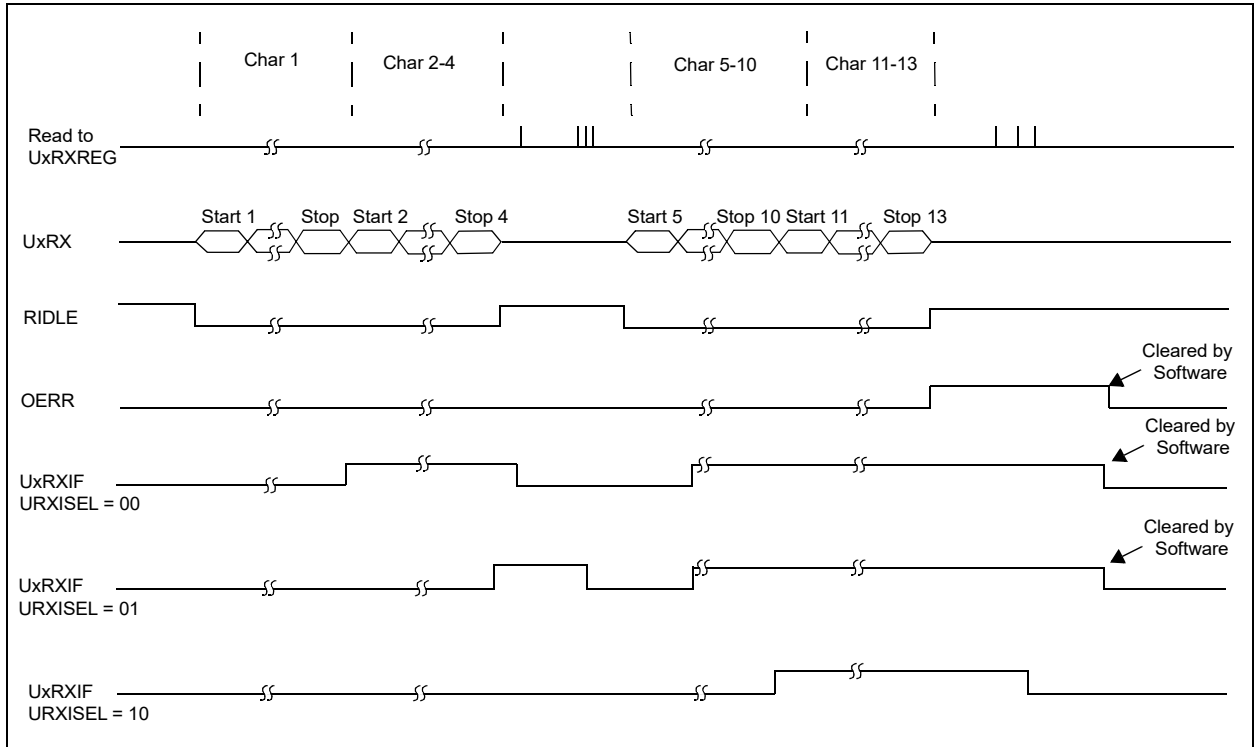 Char 1
Char 2-4
Char 5-10
Char 11-13
Read to
UxRXREG
Start 1
Stop
Start 2
Stop 4
Start 5
Stop 10
Start 11
Stop 13
UxRX
RIDLE
Cleared by
Software
OERR
Cleared by
Software
UxRXIF
URXISEL = 00
Cleared by
Software
UxRXIF
URXISEL = 01
UxRXIF
URXISEL = 10